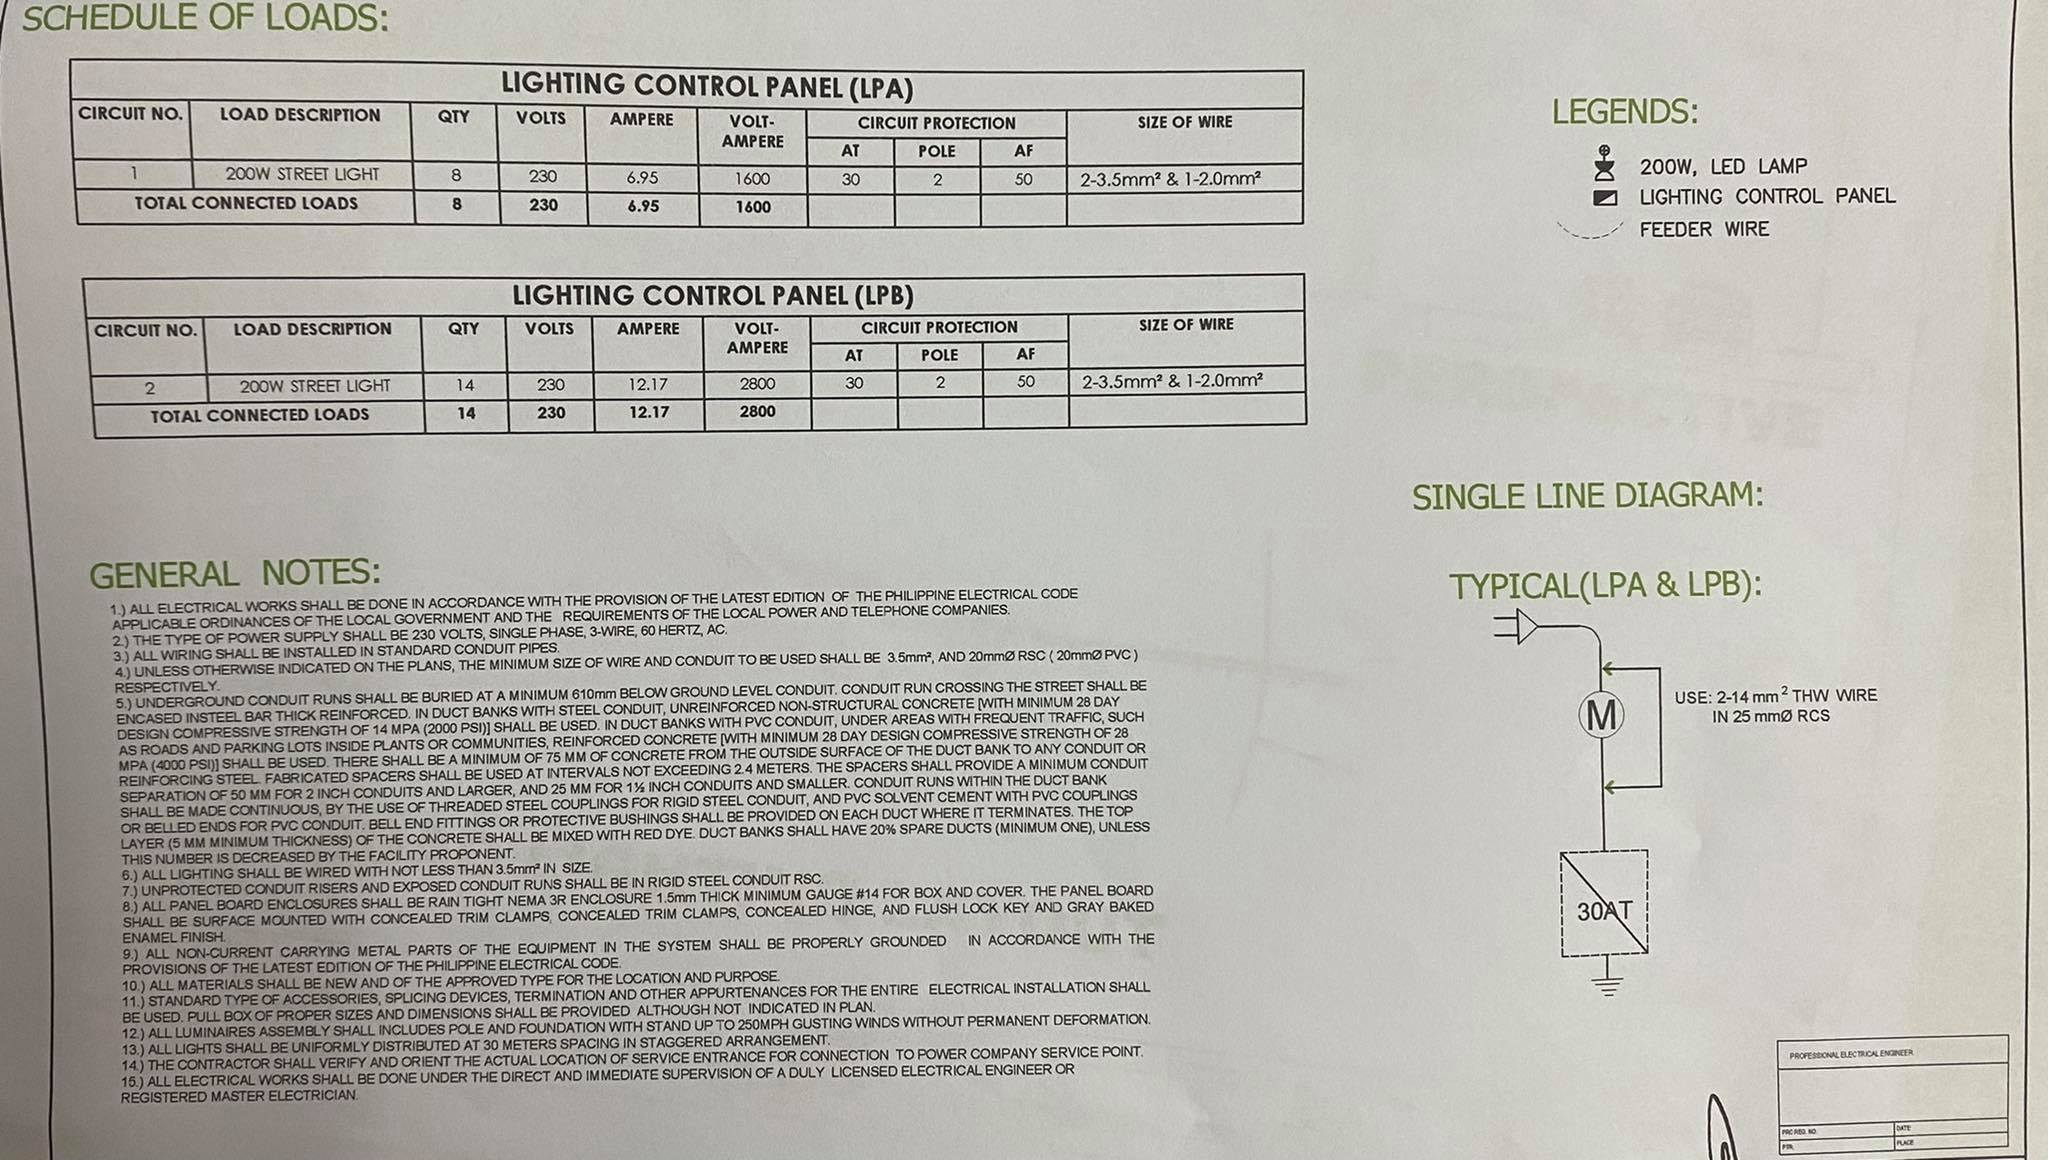 SCHEDULE OF LOADS:
LIGHTING CONTROL PANEL (LPA)
CIRCUIT NO. LOAD DESCRIPTION QTY VOLTS AMPERE VOLT-AMPERE CIRCUIT PROTECTION SIZE OF WIRE
AT POLE AF
1 200W STREET LIGHT 8 230 6.95 1600 30 2 50 2-3.5mm² & 1-2.0mm²
TOTAL CONNECTED LOADS 8 230 6.95 1600
LIGHTING CONTROL PANEL (LPB)
CIRCUIT NO. LOAD DESCRIPTION QTY VOLTS AMPERE VOLT-AMPERE CIRCUIT PROTECTION SIZE OF WIRE
AT POLE AF
2 200W STREET LIGHT 14 230 12.17 2800 30 2 50 2-3.5mm² & 1-2.0mm²
TOTAL CONNECTED LOADS 14 230 12.17 2800
LEGENDS:
200W, LED LAMP
LIGHTING CONTROL PANEL
FEEDER WIRE
GENERAL NOTES:
1.) ALL ELECTRICAL WORKS SHALL BE DONE IN ACCORDANCE WITH THE PROVISION OF THE LATEST EDITION OF THE PHILIPPINE ELECTRICAL CODE
APPLICABLE ORDINANCES OF THE LOCAL GOVERNMENT AND THE REQUIREMENTS OF THE LOCAL POWER AND TELEPHONE COMPANIES.
2.) THE TYPE OF POWER SUPPLY SHALL BE 230 VOLTS, SINGLE PHASE, 3-WIRE, 60 HERTZ, AC.
3.) ALL WIRING SHALL BE INSTALLED IN STANDARD CONDUIT PIPES.
4.) UNLESS OTHERWISE INDICATED ON THE PLANS, THE MINIMUM SIZE OF WIRE AND CONDUIT TO BE USED SHALL BE 3.5mm², AND 20mmØ RSC ( 20mmØ PVC )
RESPECTIVELY.
5.) UNDERGROUND CONDUIT RUNS SHALL BE BURIED AT A MINIMUM 610mm BELOW GROUND LEVEL CONDUIT. CONDUIT RUN CROSSING THE STREET SHALL BE
ENCASED INSTEEL BAR THICK REINFORCED. IN DUCT BANKS WITH STEEL CONDUIT, UNREINFORCED NON-STRUCTURAL CONCRETE [WITH MINIMUM 28 DAY
DESIGN COMPRESSIVE STRENGTH OF 14 MPA (2000 PSI)] SHALL BE USED. IN DUCT BANKS WITH PVC CONDUIT, UNDER AREAS WITH FREQUENT TRAFFIC, SUCH
AS ROADS AND PARKING LOTS INSIDE PLANTS OR COMMUNITIES, REINFORCED CONCRETE [WITH MINIMUM 28 DAY DESIGN COMPRESSIVE STRENGTH OF 28
MPA (4000 PSI)] SHALL BE USED. THERE SHALL BE A MINIMUM OF 75 MM OF CONCRETE FROM THE OUTSIDE SURFACE OF THE DUCT BANK TO ANY CONDUIT OR
REINFORCING STEEL. FABRICATED SPACERS SHALL BE USED AT INTERVALS NOT EXCEEDING 2.4 METERS. THE SPACERS SHALL PROVIDE A MINIMUM CONDUIT
SEPARATION OF 50 MM FOR 2 INCH CONDUITS AND LARGER, AND 25 MM FOR 1½ INCH CONDUITS AND SMALLER. CONDUIT RUNS WITHIN THE DUCT BANK
SHALL BE MADE CONTINUOUS, BY THE USE OF THREADED STEEL COUPLINGS FOR RIGID STEEL CONDUIT, AND PVC SOLVENT CEMENT WITH PVC COUPLINGS
OR BELLED ENDS FOR PVC CONDUIT. BELL END FITTINGS OR PROTECTIVE BUSHINGS SHALL BE PROVIDED ON EACH DUCT WHERE IT TERMINATES. THE TOP
LAYER (5 MM MINIMUM THICKNESS) OF THE CONCRETE SHALL BE MIXED WITH RED DYE. DUCT BANKS SHALL HAVE 20% SPARE DUCTS (MINIMUM ONE), UNLESS
THIS NUMBER IS DECREASED BY THE FACILITY PROPONENT.
6.) ALL LIGHTING SHALL BE WIRED WITH NOT LESS THAN 3.5mm² IN SIZE.
7.) UNPROTECTED CONDUIT RISERS AND EXPOSED CONDUIT RUNS SHALL BE IN RIGID STEEL CONDUIT RSC.
8.) ALL PANEL BOARD ENCLOSURES SHALL BE RAIN TIGHT NEMA 3R ENCLOSURE 1.5mm THICK MINIMUM GAUGE #14 FOR BOX AND COVER. THE PANEL BOARD
SHALL BE SURFACE MOUNTED WITH CONCEALED TRIM CLAMPS, CONCEALED TRIM CLAMPS, CONCEALED HINGE, AND FLUSH LOCK KEY AND GRAY BAKED
ENAMEL FINISH.
9.) ALL NON-CURRENT CARRYING METAL PARTS OF THE EQUIPMENT IN THE SYSTEM SHALL BE PROPERLY GROUNDED IN ACCORDANCE WITH THE
PROVISIONS OF THE LATEST EDITION OF THE PHILIPPINE ELECTRICAL CODE.
10.) ALL MATERIALS SHALL BE NEW AND OF THE APPROVED TYPE FOR THE LOCATION AND PURPOSE.
11.) STANDARD TYPE OF ACCESSORIES, SPLICING DEVICES, TERMINATION AND OTHER APPURTENANCES FOR THE ENTIRE ELECTRICAL INSTALLATION SHALL
BE USED. PULL BOX OF PROPER SIZES AND DIMENSIONS SHALL BE PROVIDED ALTHOUGH NOT INDICATED IN PLAN.
12.) ALL LUMINAIRES ASSEMBLY SHALL INCLUDES POLE AND FOUNDATION WITH STAND UP TO 250MPH GUSTING WINDS WITHOUT PERMANENT DEFORMATION.
13.) ALL LIGHTS SHALL BE UNIFORMLY DISTRIBUTED AT 30 METERS SPACING IN STAGGERED ARRANGEMENT.
14.) THE CONTRACTOR SHALL VERIFY AND ORIENT THE ACTUAL LOCATION OF SERVICE ENTRANCE FOR CONNECTION TO POWER COMPANY SERVICE POINT.
15.) ALL ELECTRICAL WORKS SHALL BE DONE UNDER THE DIRECT AND IMMEDIATE SUPERVISION OF A DULY LICENSED ELECTRICAL ENGINEER OR
REGISTERED MASTER ELECTRICIAN.
SINGLE LINE DIAGRAM:
TYPICAL(LPA & LPB):
M
USE: 2-14 mm² THW WIRE
IN 25 mmØ RCS
30AT
PROFESSIONAL ELECTRICAL ENGINEER
PRC REG. NO.
DATE
PTR.
PLACE